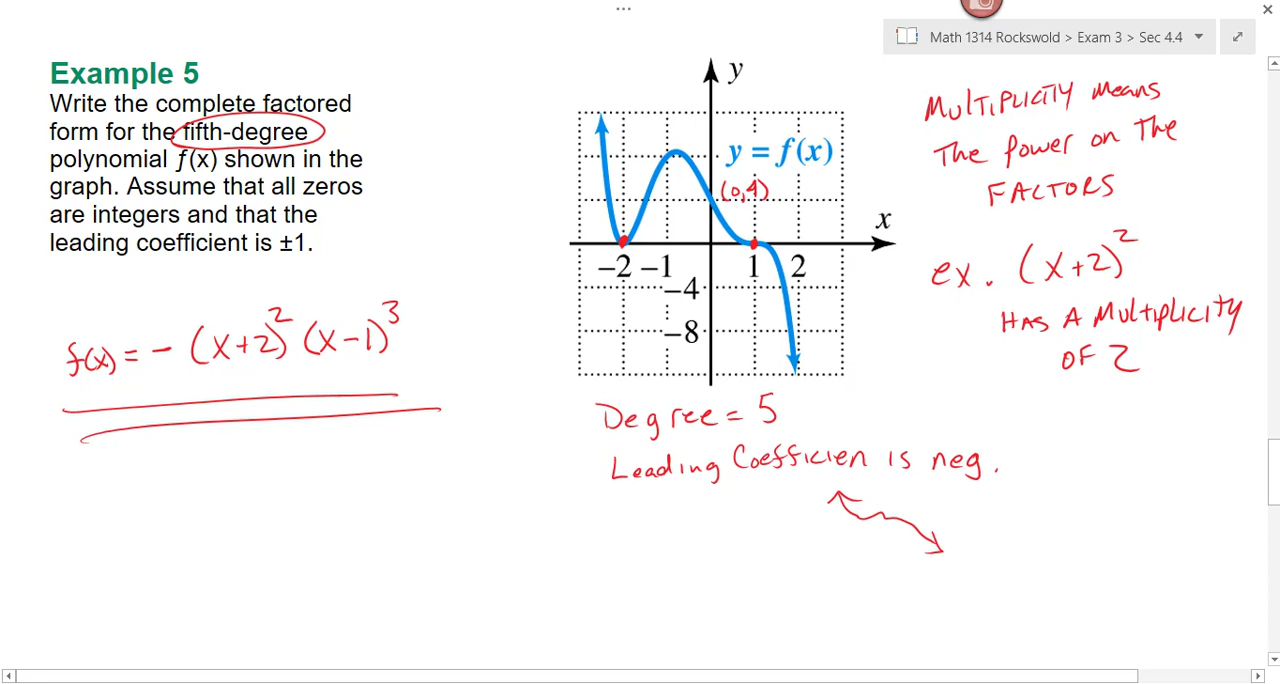 Math 1314 Rockswold > Exam 3 > Sec 4.4
Example 5
Write the complete factored
form for the fifth-degree
polynomial f(x) shown in the
graph. Assume that all zeros
are integers and that the
leading coefficient is ±1.
f(x) = - (x+2)² (x-1)³
y
y = f(x)
(0,4)
x
-2 -1 1 2
-4
-8
Degree = 5
Leading Coefficien is neg.
MULTIPLICITY Means
The Power on The
FACTORS
ex. (x+2)²
HAS A MULTIPLICITY
OF 2